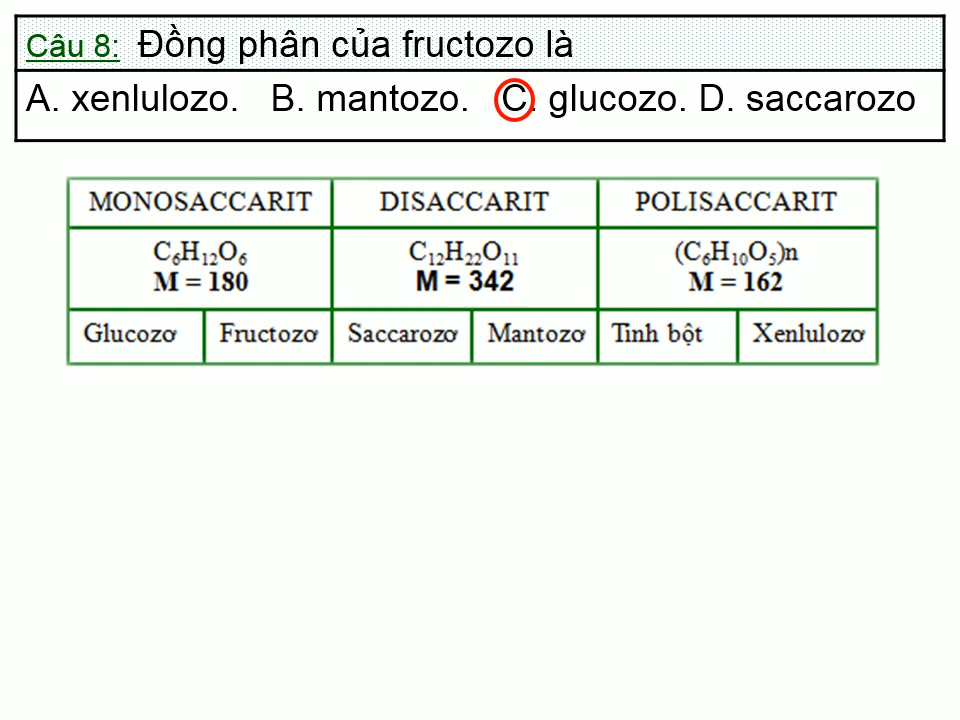 Câu 8: Đồng phân của fructozo là
A. xenlulozo. B. mantozo. C. glucozo. D. saccarozo
MONOSACCARIT DISACCARIT POLISACCARIT
C₆H₁₂O₆ C₁₂H₂₂O₁₁ (C₆H₁₀O₅)n
M = 180 M = 342 M = 162
Glucozơ Fructozơ Saccarozơ Mantozơ Tinh bột Xenlulozơ